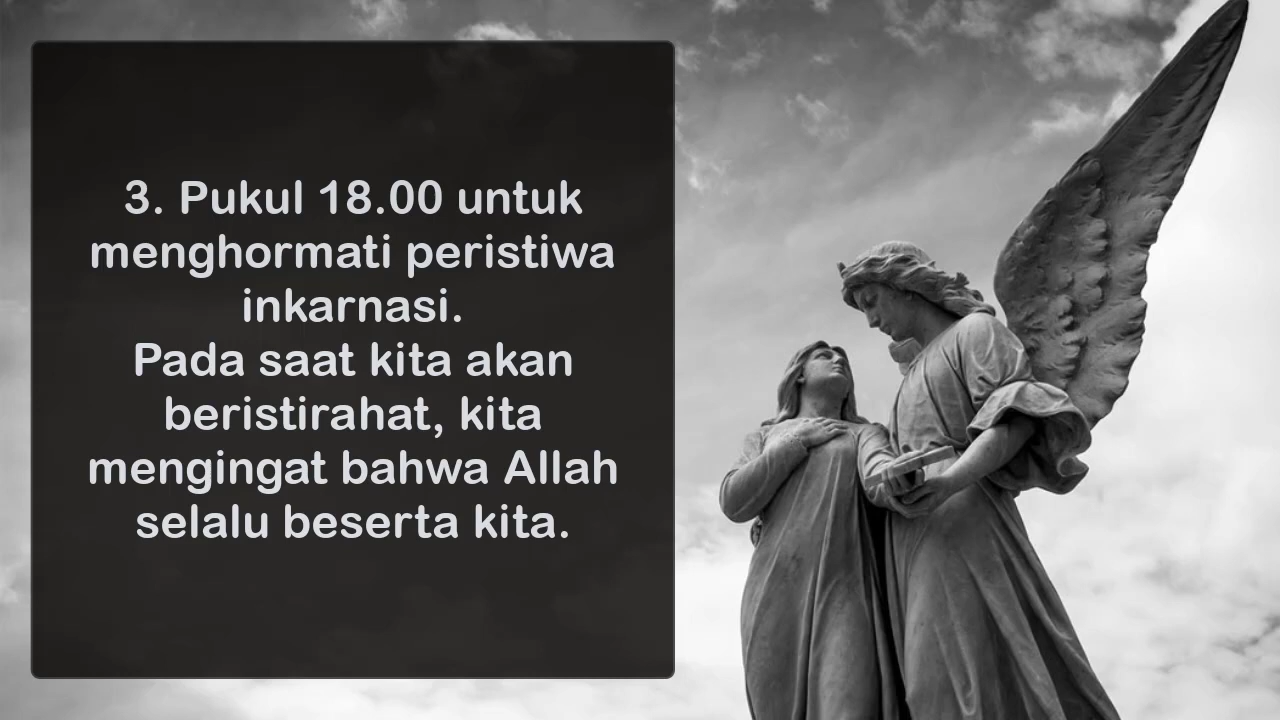 3. Pukul 18.00 untuk
menghormati peristiwa
inkarnasi.
Pada saat kita akan
beristirahat, kita
mengingat bahwa Allah
selalu beserta kita.